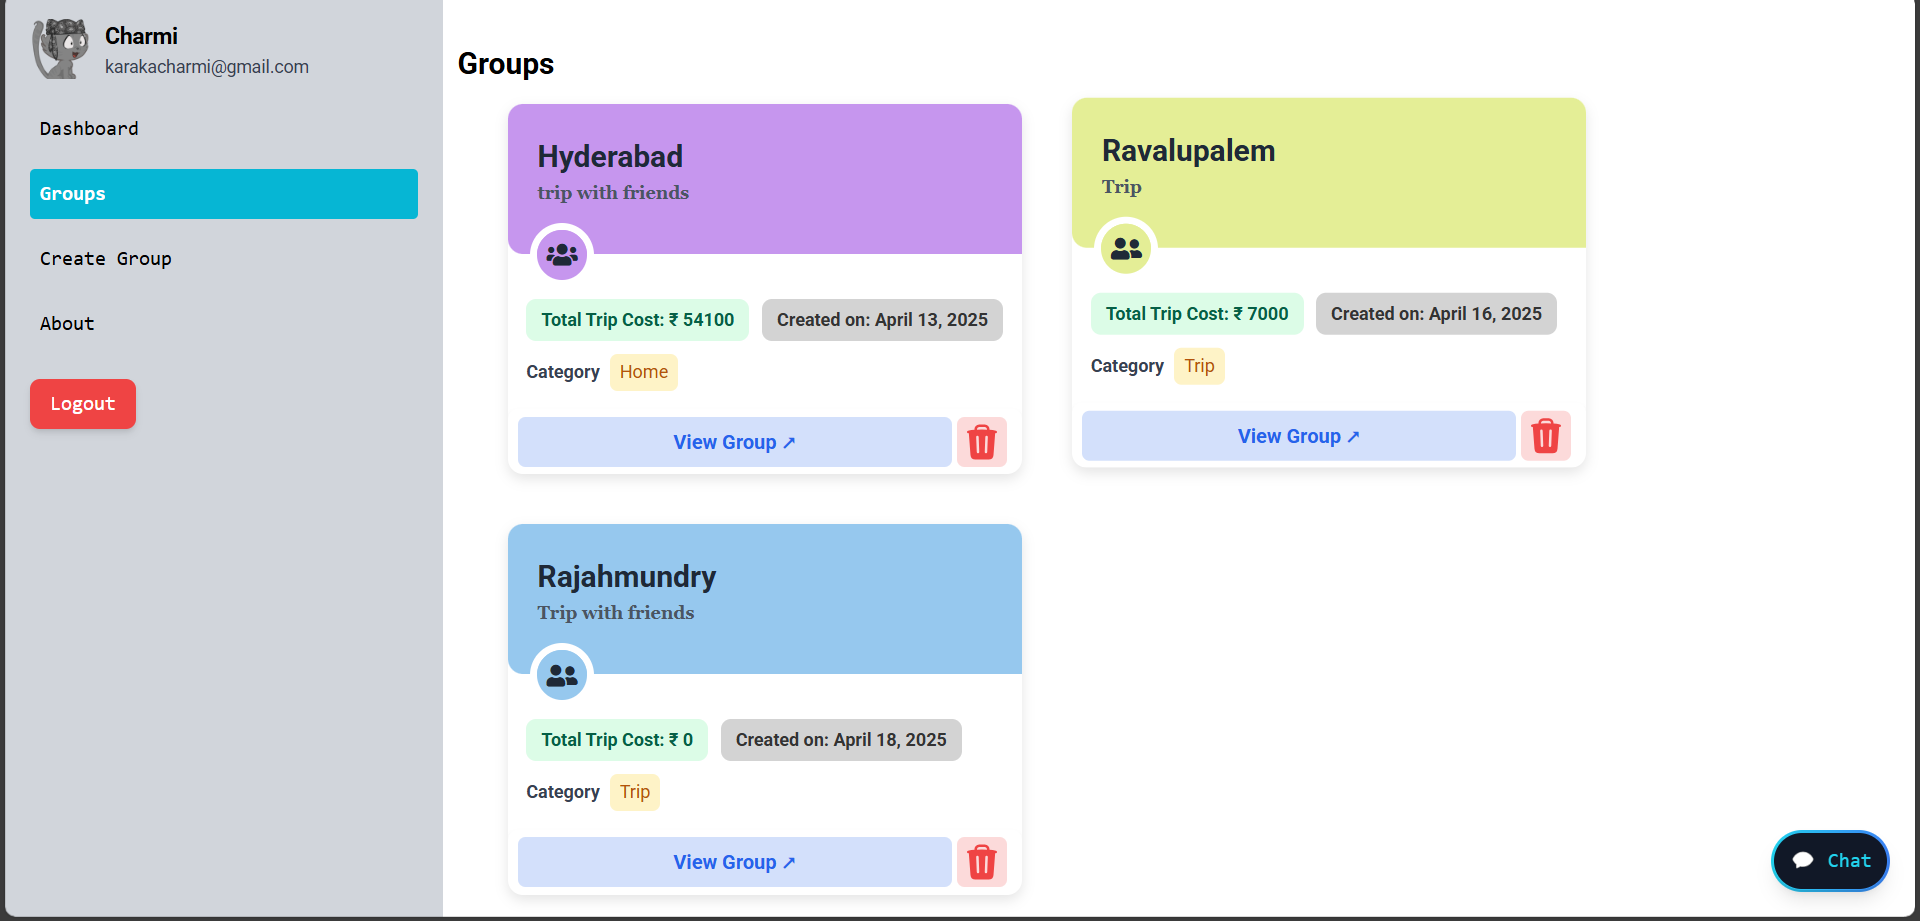 Charmi
karakacharmi@gmail.com
Dashboard
Groups
Create Group
About
Logout
Groups
Hyderabad
trip with friends
Total Trip Cost: ₹ 54100
Created on: April 13, 2025
Category Home
View Group ↗
Ravalupalem
Trip
Total Trip Cost: ₹ 7000
Created on: April 16, 2025
Category Trip
View Group ↗
Rajahmundry
Trip with friends
Total Trip Cost: ₹ 0
Created on: April 18, 2025
Category Trip
View Group ↗
Chat